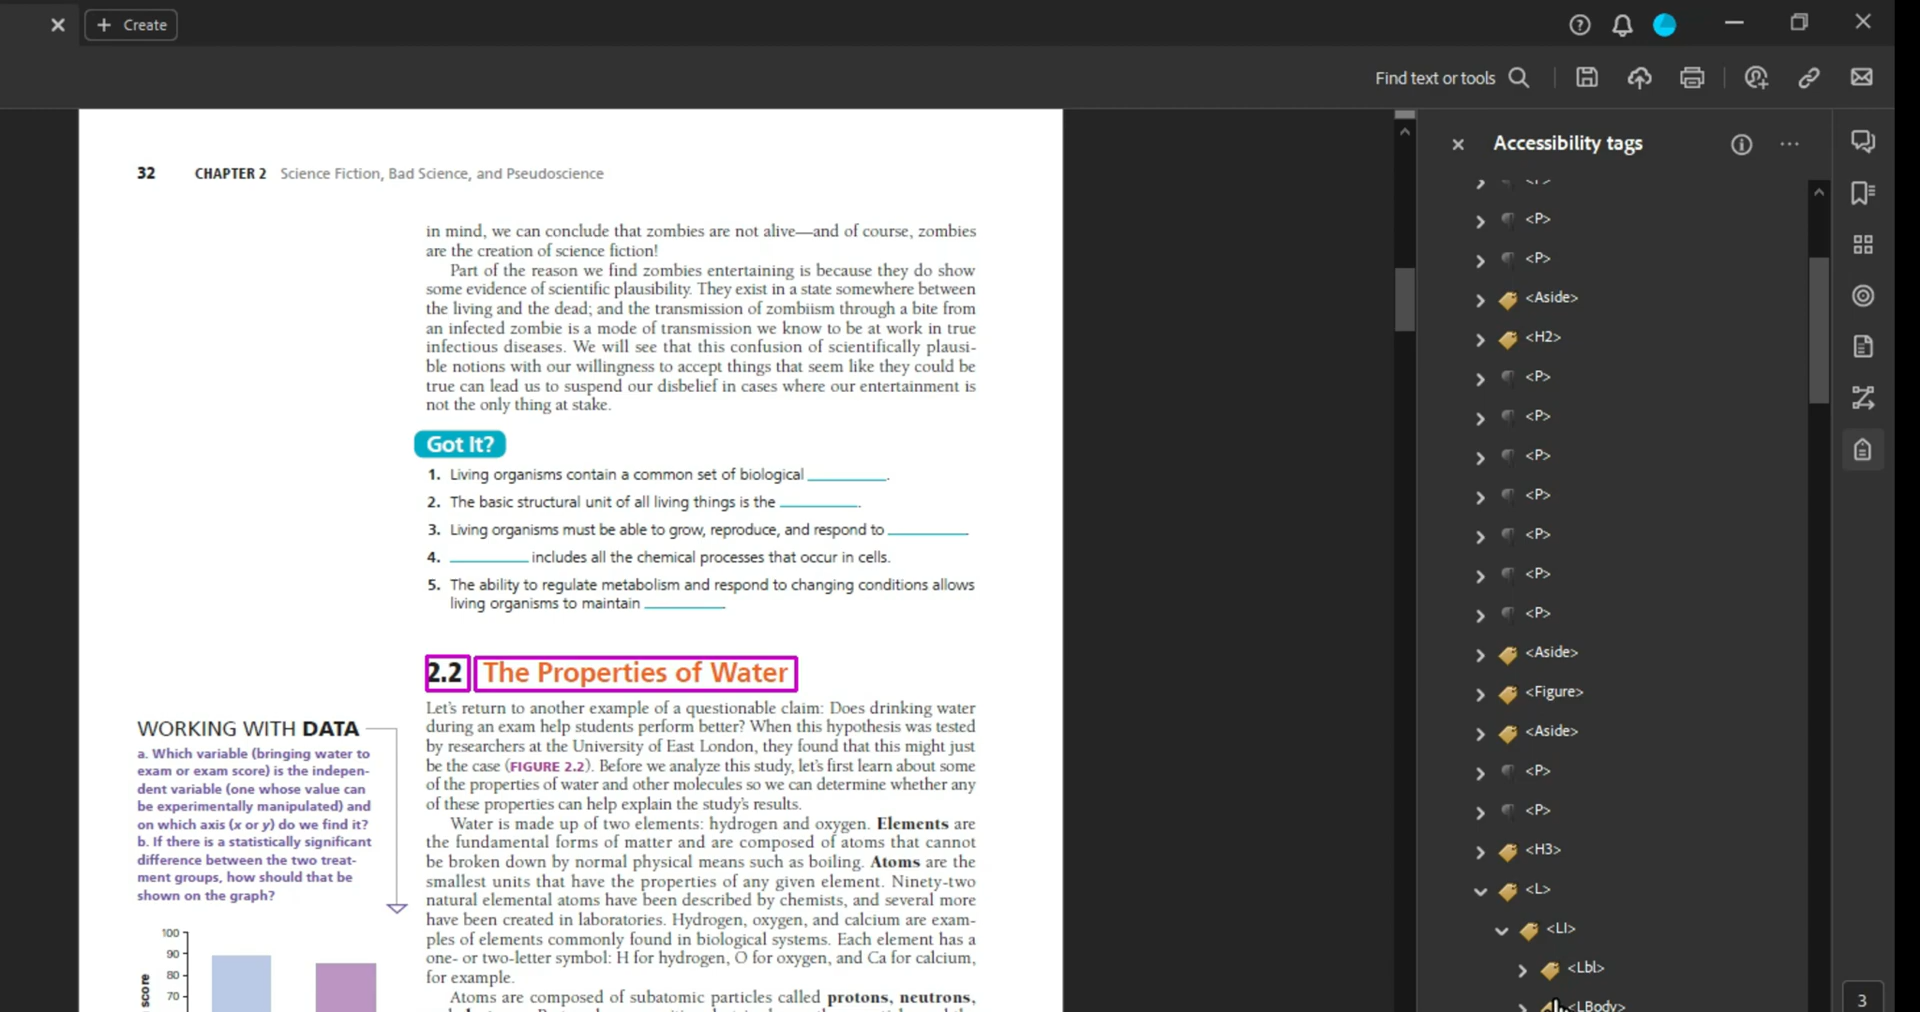 Create
Find text or tools
32 CHAPTER 2 Science Fiction, Bad Science, and Pseudoscience
in mind, we can conclude that zombies are not alive—and of course, zombies
are the creation of science fiction!
Part of the reason we find zombies entertaining is because they do show
some evidence of scientific plausibility. They exist in a state somewhere between
the living and the dead; and the transmission of zombiism through a bite from
an infected zombie is a mode of transmission we know to be at work in true
infectious diseases. We will see that this confusion of scientifically plausi-
ble notions with our willingness to accept things that seem like they could be
true can lead us to suspend our disbelief in cases where our entertainment is
not the only thing at stake.
Got It?
1. Living organisms contain a common set of biological __________.
2. The basic structural unit of all living things is the __________.
3. Living organisms must be able to grow, reproduce, and respond to __________
4. __________ includes all the chemical processes that occur in cells.
5. The ability to regulate metabolism and respond to changing conditions allows
living organisms to maintain __________
2.2 The Properties of Water
Let's return to another example of a questionable claim: Does drinking water
during an exam help students perform better? When this hypothesis was tested
by researchers at the University of East London, they found that this might just
be the case (FIGURE 2.2). Before we analyze this study, let's first learn about some
of the properties of water and other molecules so we can determine whether any
of these properties can help explain the study's results.
Water is made up of two elements: hydrogen and oxygen. Elements are
the fundamental forms of matter and are composed of atoms that cannot
be broken down by normal physical means such as boiling. Atoms are the
smallest units that have the properties of any given element. Ninety-two
natural elemental atoms have been described by chemists, and several more
have been created in laboratories. Hydrogen, oxygen, and calcium are exam-
ples of elements commonly found in biological systems. Each element has a
one- or two-letter symbol: H for hydrogen, O for oxygen, and Ca for calcium,
for example.
Atoms are composed of subatomic particles called protons, neutrons,
WORKING WITH DATA
a. Which variable (bringing water to
exam or exam score) is the indepen-
dent variable (one whose value can
be experimentally manipulated) and
on which axis (x or y) do we find it?
b. If there is a statistically significant
difference between the two treat-
ment groups, how should that be
shown on the graph?
100
90
80
70
score
Accessibility tags
<P>
<P>
<P>
<Aside>
<H2>
<P>
<P>
<P>
<P>
<P>
<P>
<P>
<Aside>
<Figure>
<Aside>
<P>
<P>
<H3>
<L>
<LI>
<Lbl>
<LBody>
3